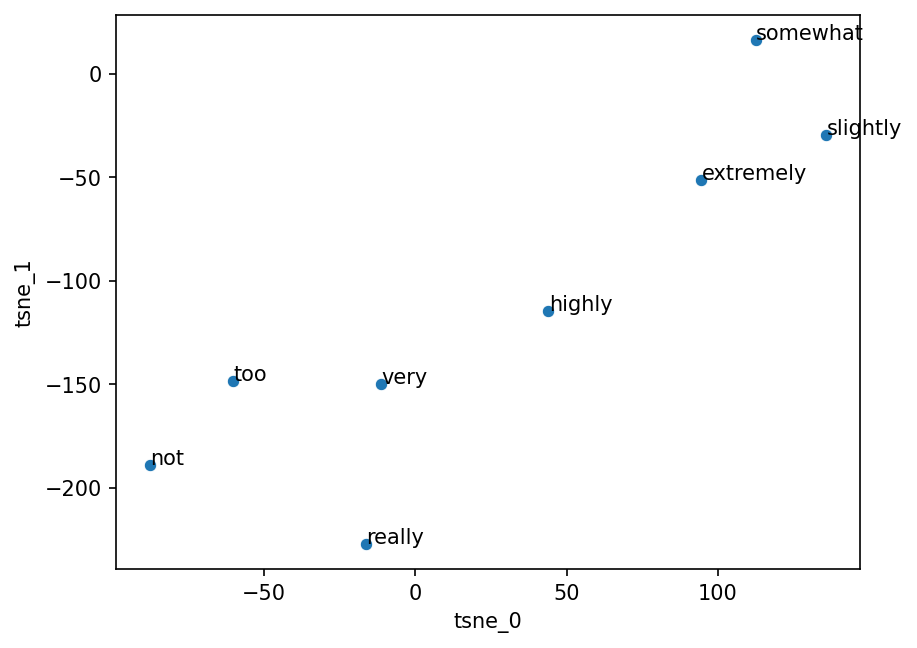 somewhat
0
slightly
−50
extremely
−100
highly
tsne_1
too
very
−150
not
−200
really
−50
0
50
100
tsne_0